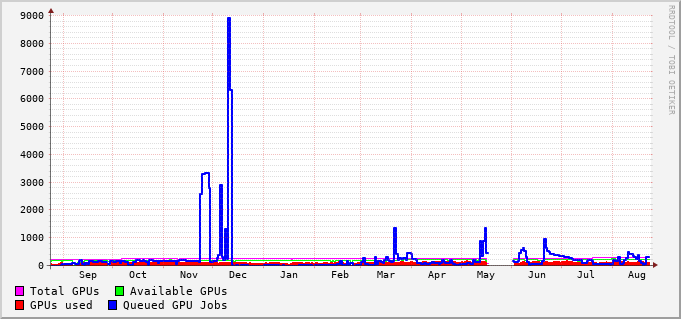 9000
8000
7000
6000
5000
4000
3000
2000
1000
0
Sep Oct Nov Dec Jan Feb Mar Apr May Jun Jul Aug
Total GPUs Available GPUs
GPUs used Queued GPU Jobs
RRDTOOL / TOBI OETIKER